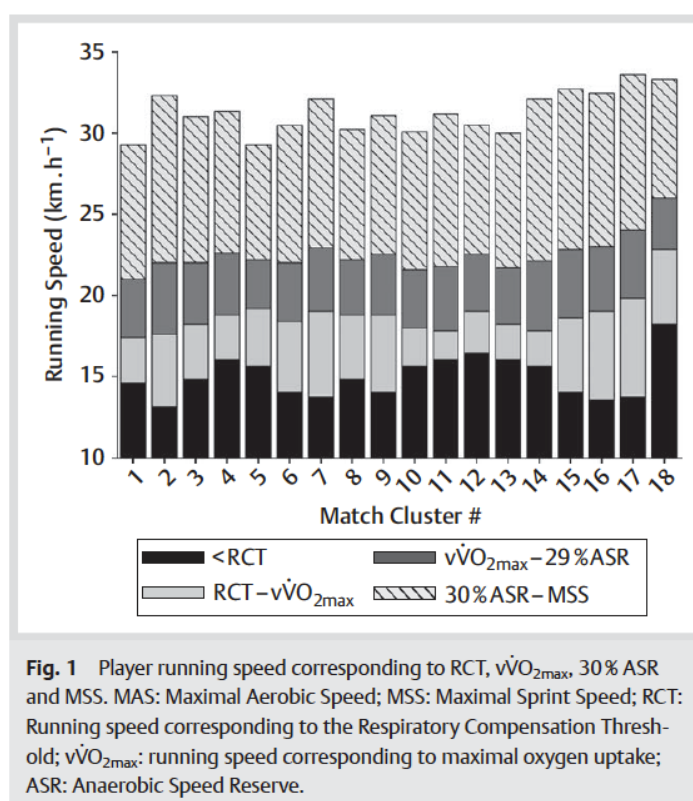 35
30
25
20
15
10
Running Speed (km.h⁻¹)
1 2 3 4 5 6 7 8 9 10 11 12 13 14 15 16 17 18
Match Cluster #
<RCT
vV̇O₂max–29%ASR
RCT–vV̇O₂max
30%ASR–MSS
Fig. 1 Player running speed corresponding to RCT, vV̇O₂max, 30% ASR
and MSS. MAS: Maximal Aerobic Speed; MSS: Maximal Sprint Speed; RCT:
Running speed corresponding to the Respiratory Compensation Thresh-
old; vV̇O₂max: running speed corresponding to maximal oxygen uptake;
ASR: Anaerobic Speed Reserve.